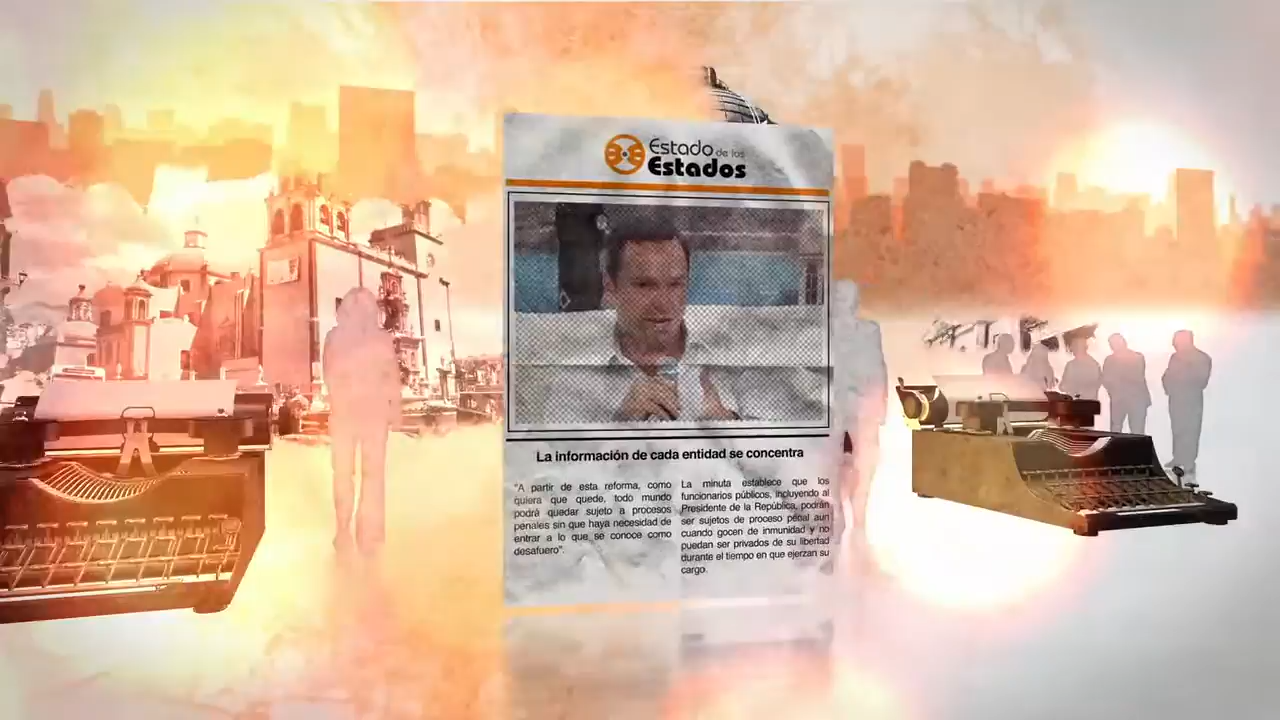 Estado de los
Estados
La información de cada entidad se concentra
"A partir de esta reforma, como
quiera que quede, todo mundo
podrá quedar sujeto a procesos
penales sin que haya necesidad de
entrar a lo que se conoce como
desafuero".
La minuta establece que los
funcionarios públicos, incluyendo al
Presidente de la República, podrán
ser sujetos de proceso penal aun
cuando gocen de inmunidad y no
puedan ser privados de su libertad
durante el tiempo en que ejerzan su
cargo.